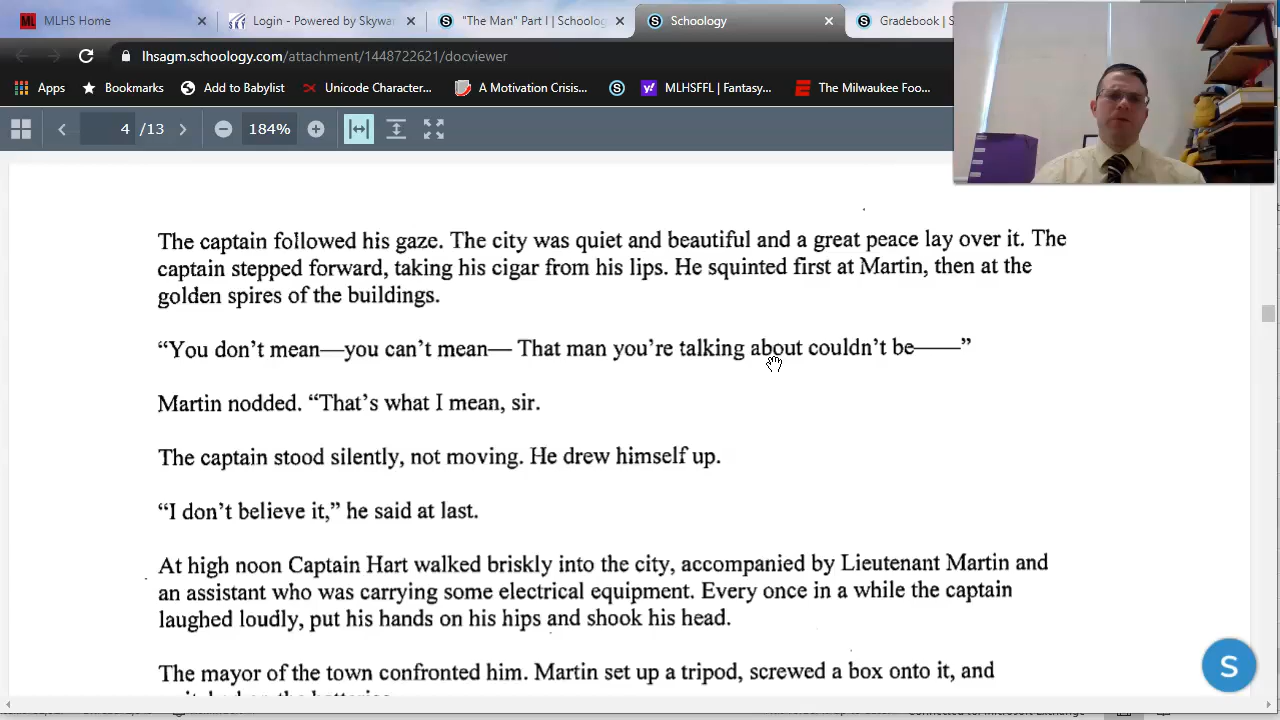 MLHS Home
Login - Powered by Skywar
"The Man" Part I | Schoolog
Schoology
Gradebook | S
lhsagm.schoology.com/attachment/1448722621/docviewer
Apps
Bookmarks
Add to Babylist
Unicode Character...
A Motivation Crisis...
MLHSFFL | Fantasy...
The Milwaukee Foo...
4 /13
184%
The captain followed his gaze. The city was quiet and beautiful and a great peace lay over it. The
captain stepped forward, taking his cigar from his lips. He squinted first at Martin, then at the
golden spires of the buildings.
“You don’t mean—you can’t mean— That man you’re talking about couldn’t be——”
Martin nodded. “That’s what I mean, sir.
The captain stood silently, not moving. He drew himself up.
“I don’t believe it,” he said at last.
At high noon Captain Hart walked briskly into the city, accompanied by Lieutenant Martin and
an assistant who was carrying some electrical equipment. Every once in a while the captain
laughed loudly, put his hands on his hips and shook his head.
The mayor of the town confronted him. Martin set up a tripod, screwed a box onto it, and
S